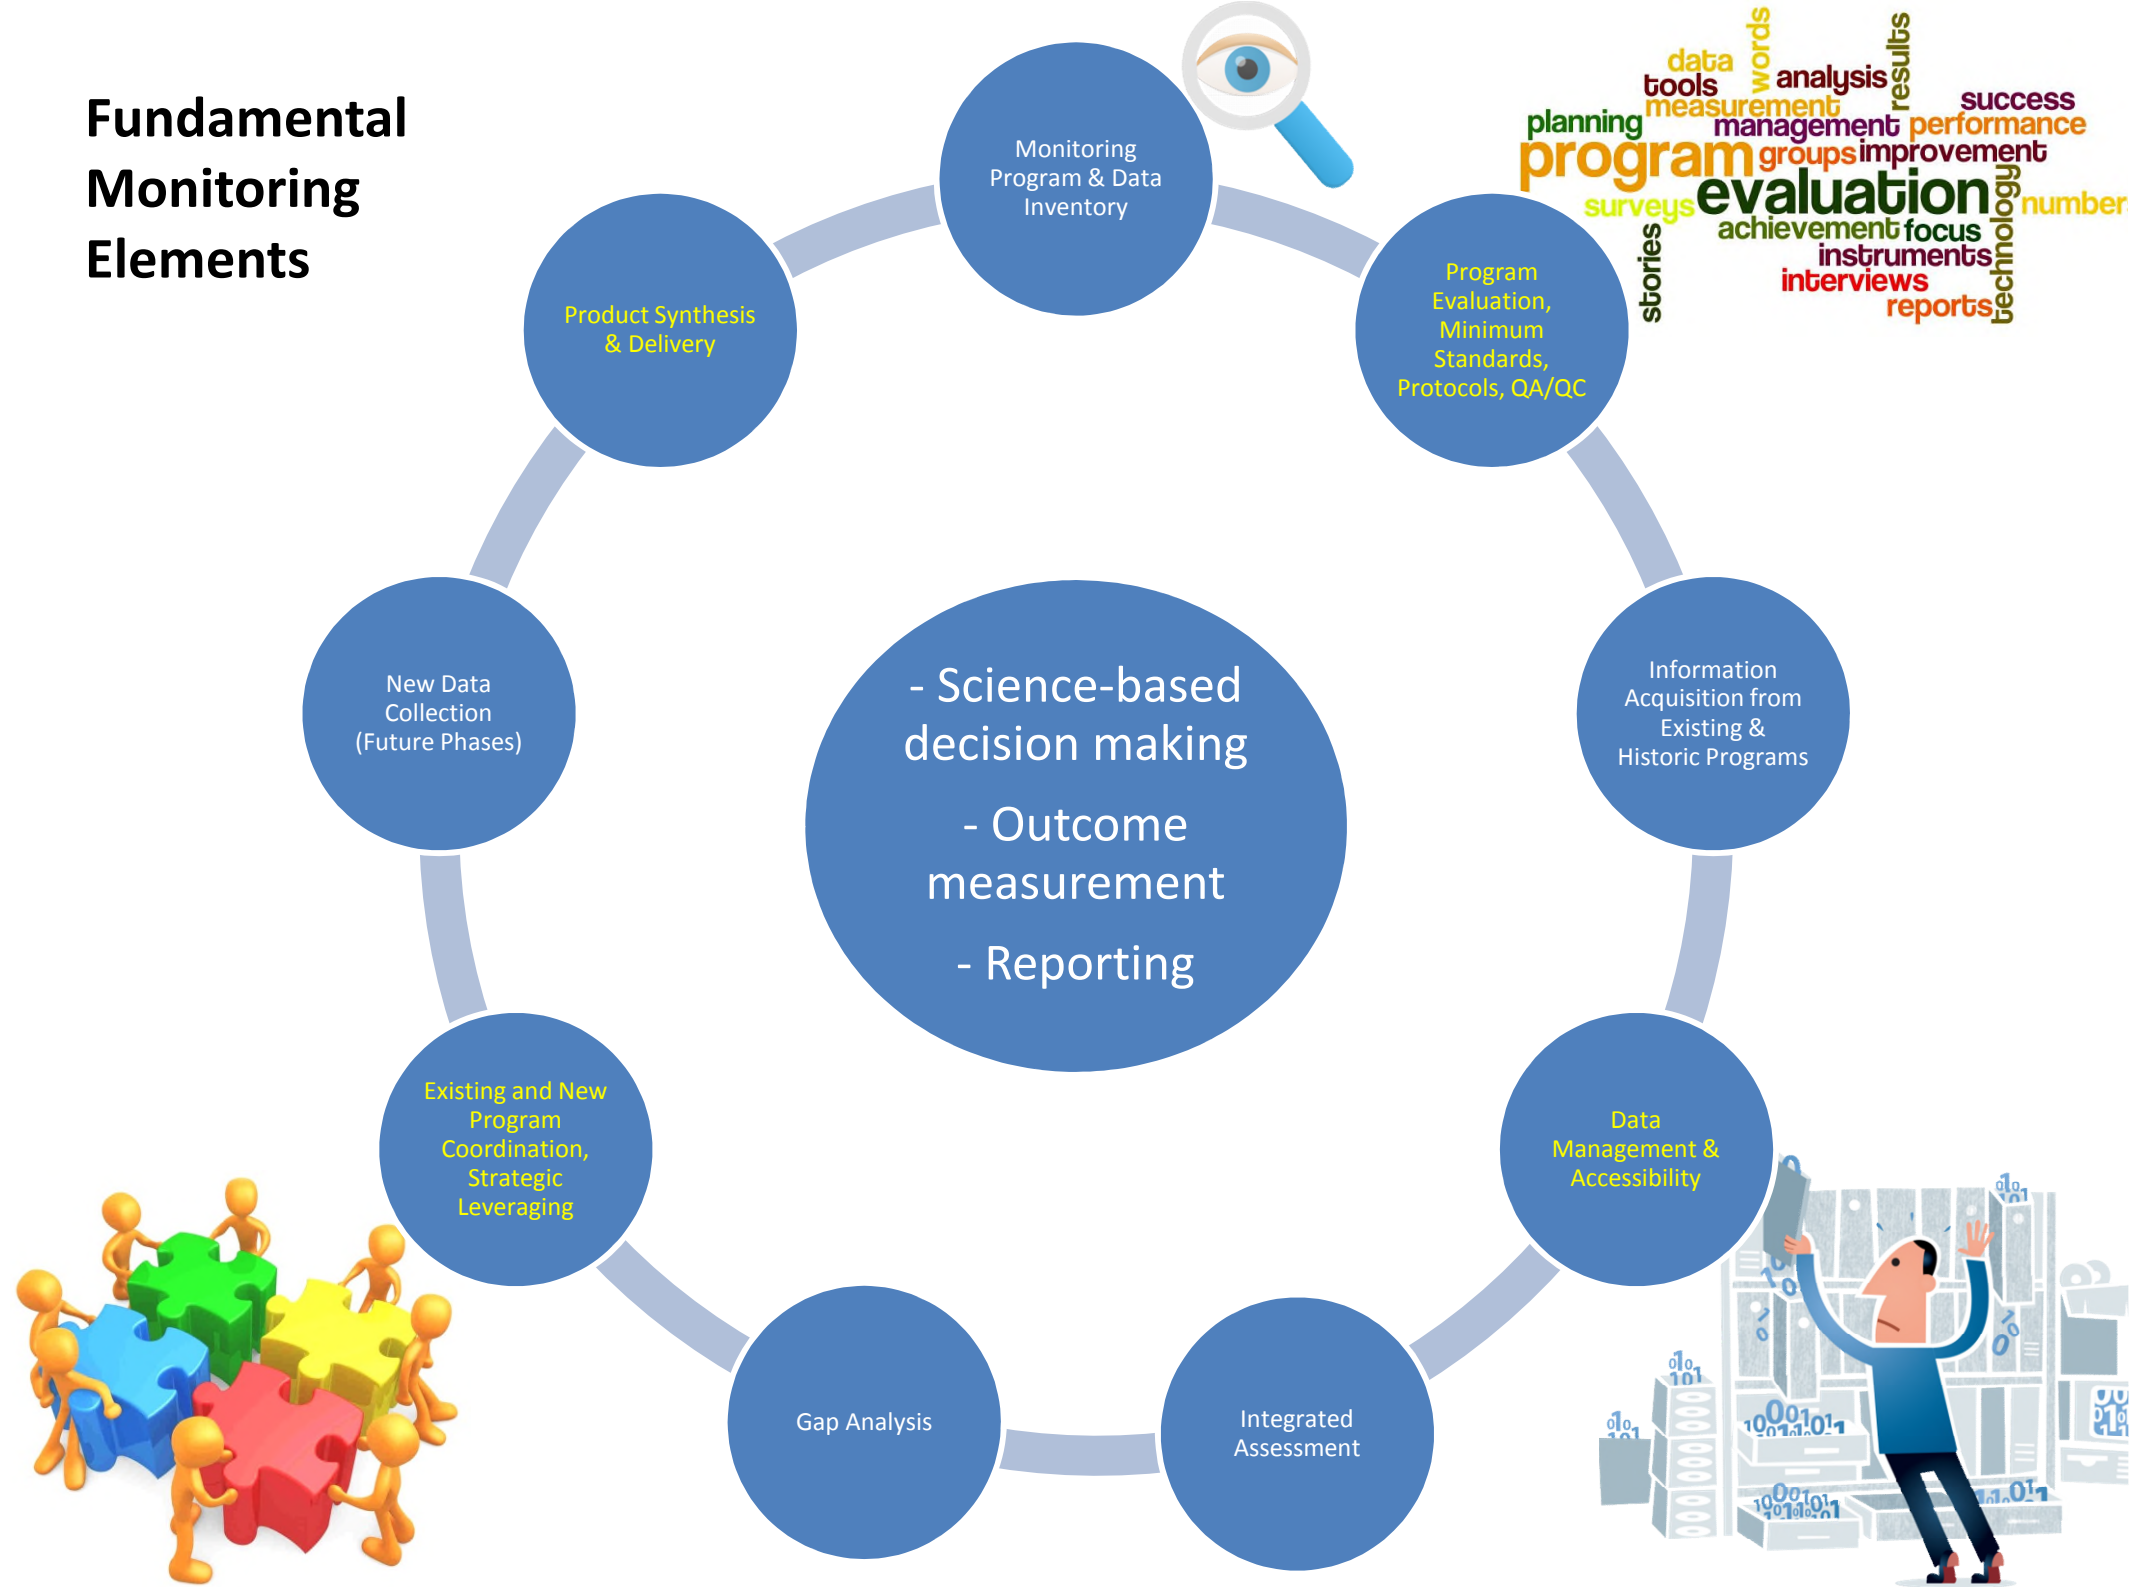 Fundamental
Monitoring
Elements
Monitoring
Program & Data
Inventory
Program
Evaluation,
Minimum
Standards,
Protocols, QA/QC
Information
Acquisition from
Existing &
Historic Programs
Data
Management &
Accessibility
Integrated
Assessment
Gap Analysis
Existing and New
Program
Coordination,
Strategic
Leveraging
New Data
Collection
(Future Phases)
Product Synthesis
& Delivery
- Science-based
decision making
- Outcome
measurement
- Reporting
data
words
results
tools
analysis
measurement
success
planning
management
performance
program
groups
improvement
evaluation
surveys
technology
number
achievement
focus
stories
instruments
interviews
reports